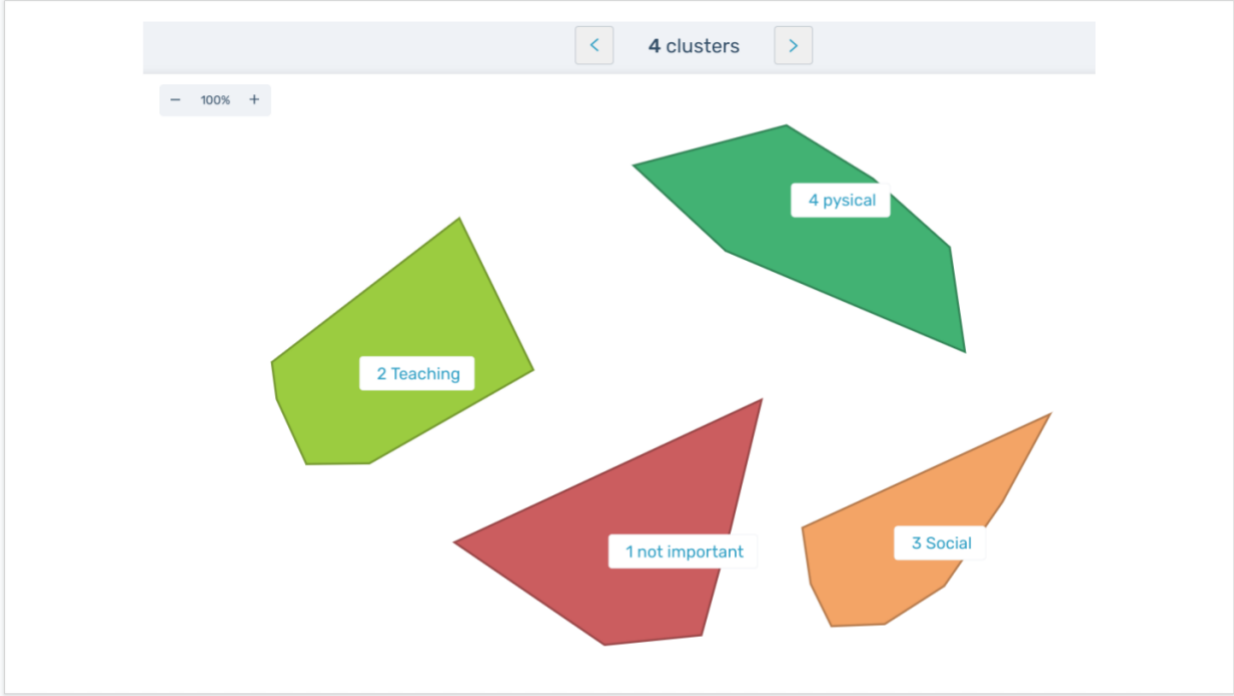 < 4 clusters >
− 100% +
4 pysical
2 Teaching
3 Social
1 not important